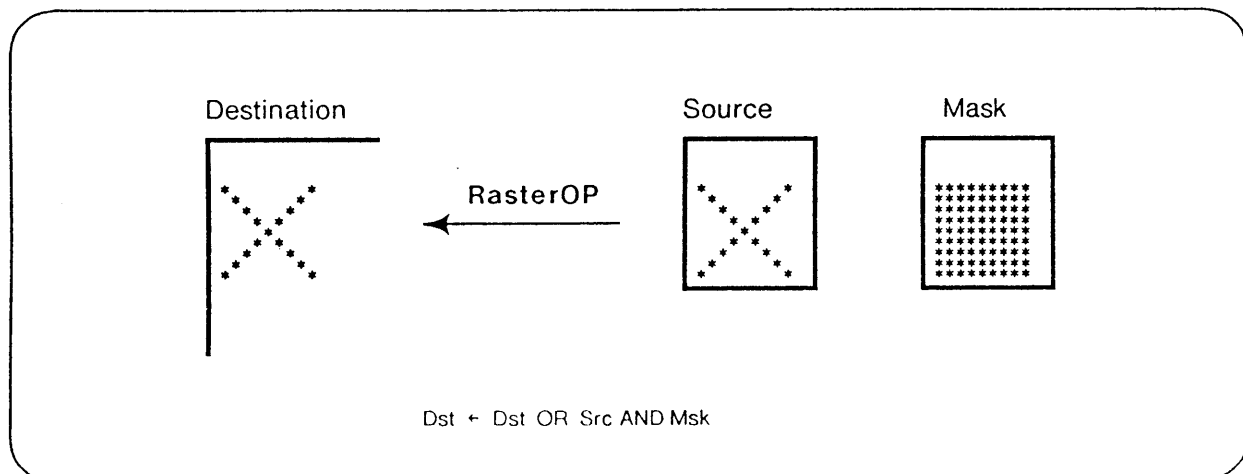 Destination
Source
Mask
RasterOP
Dst ← Dst OR Src AND Msk